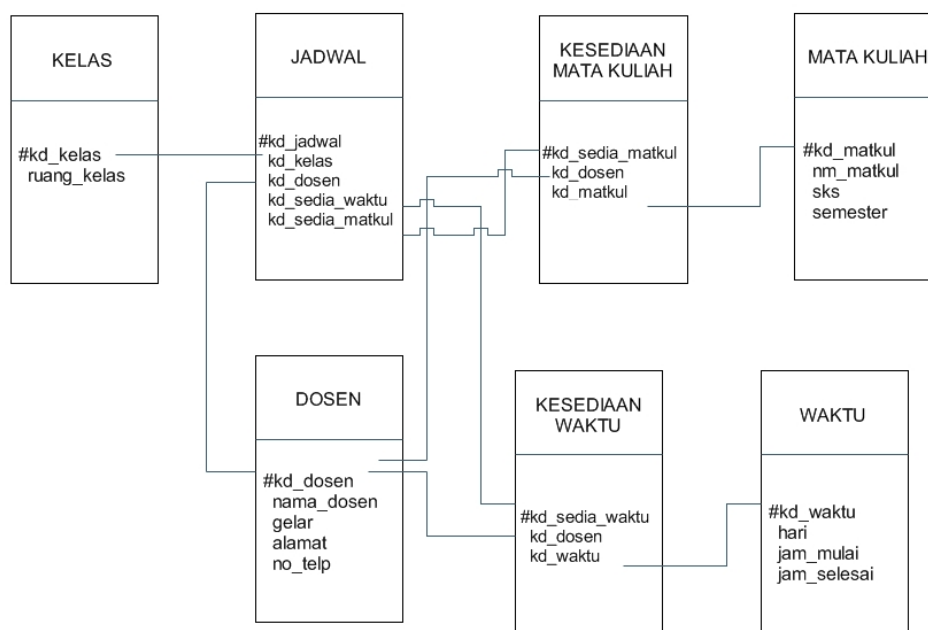 KELAS
#kd_kelas
ruang_kelas
JADWAL
#kd_jadwal
kd_kelas
kd_dosen
kd_sedia_waktu
kd_sedia_matkul
KESEDIAAN
MATA KULIAH
#kd_sedia_matkul
kd_dosen
kd_matkul
MATA KULIAH
#kd_matkul
nm_matkul
sks
semester
DOSEN
#kd_dosen
nama_dosen
gelar
alamat
no_telp
KESEDIAAN
WAKTU
#kd_sedia_waktu
kd_dosen
kd_waktu
WAKTU
#kd_waktu
hari
jam_mulai
jam_selesai